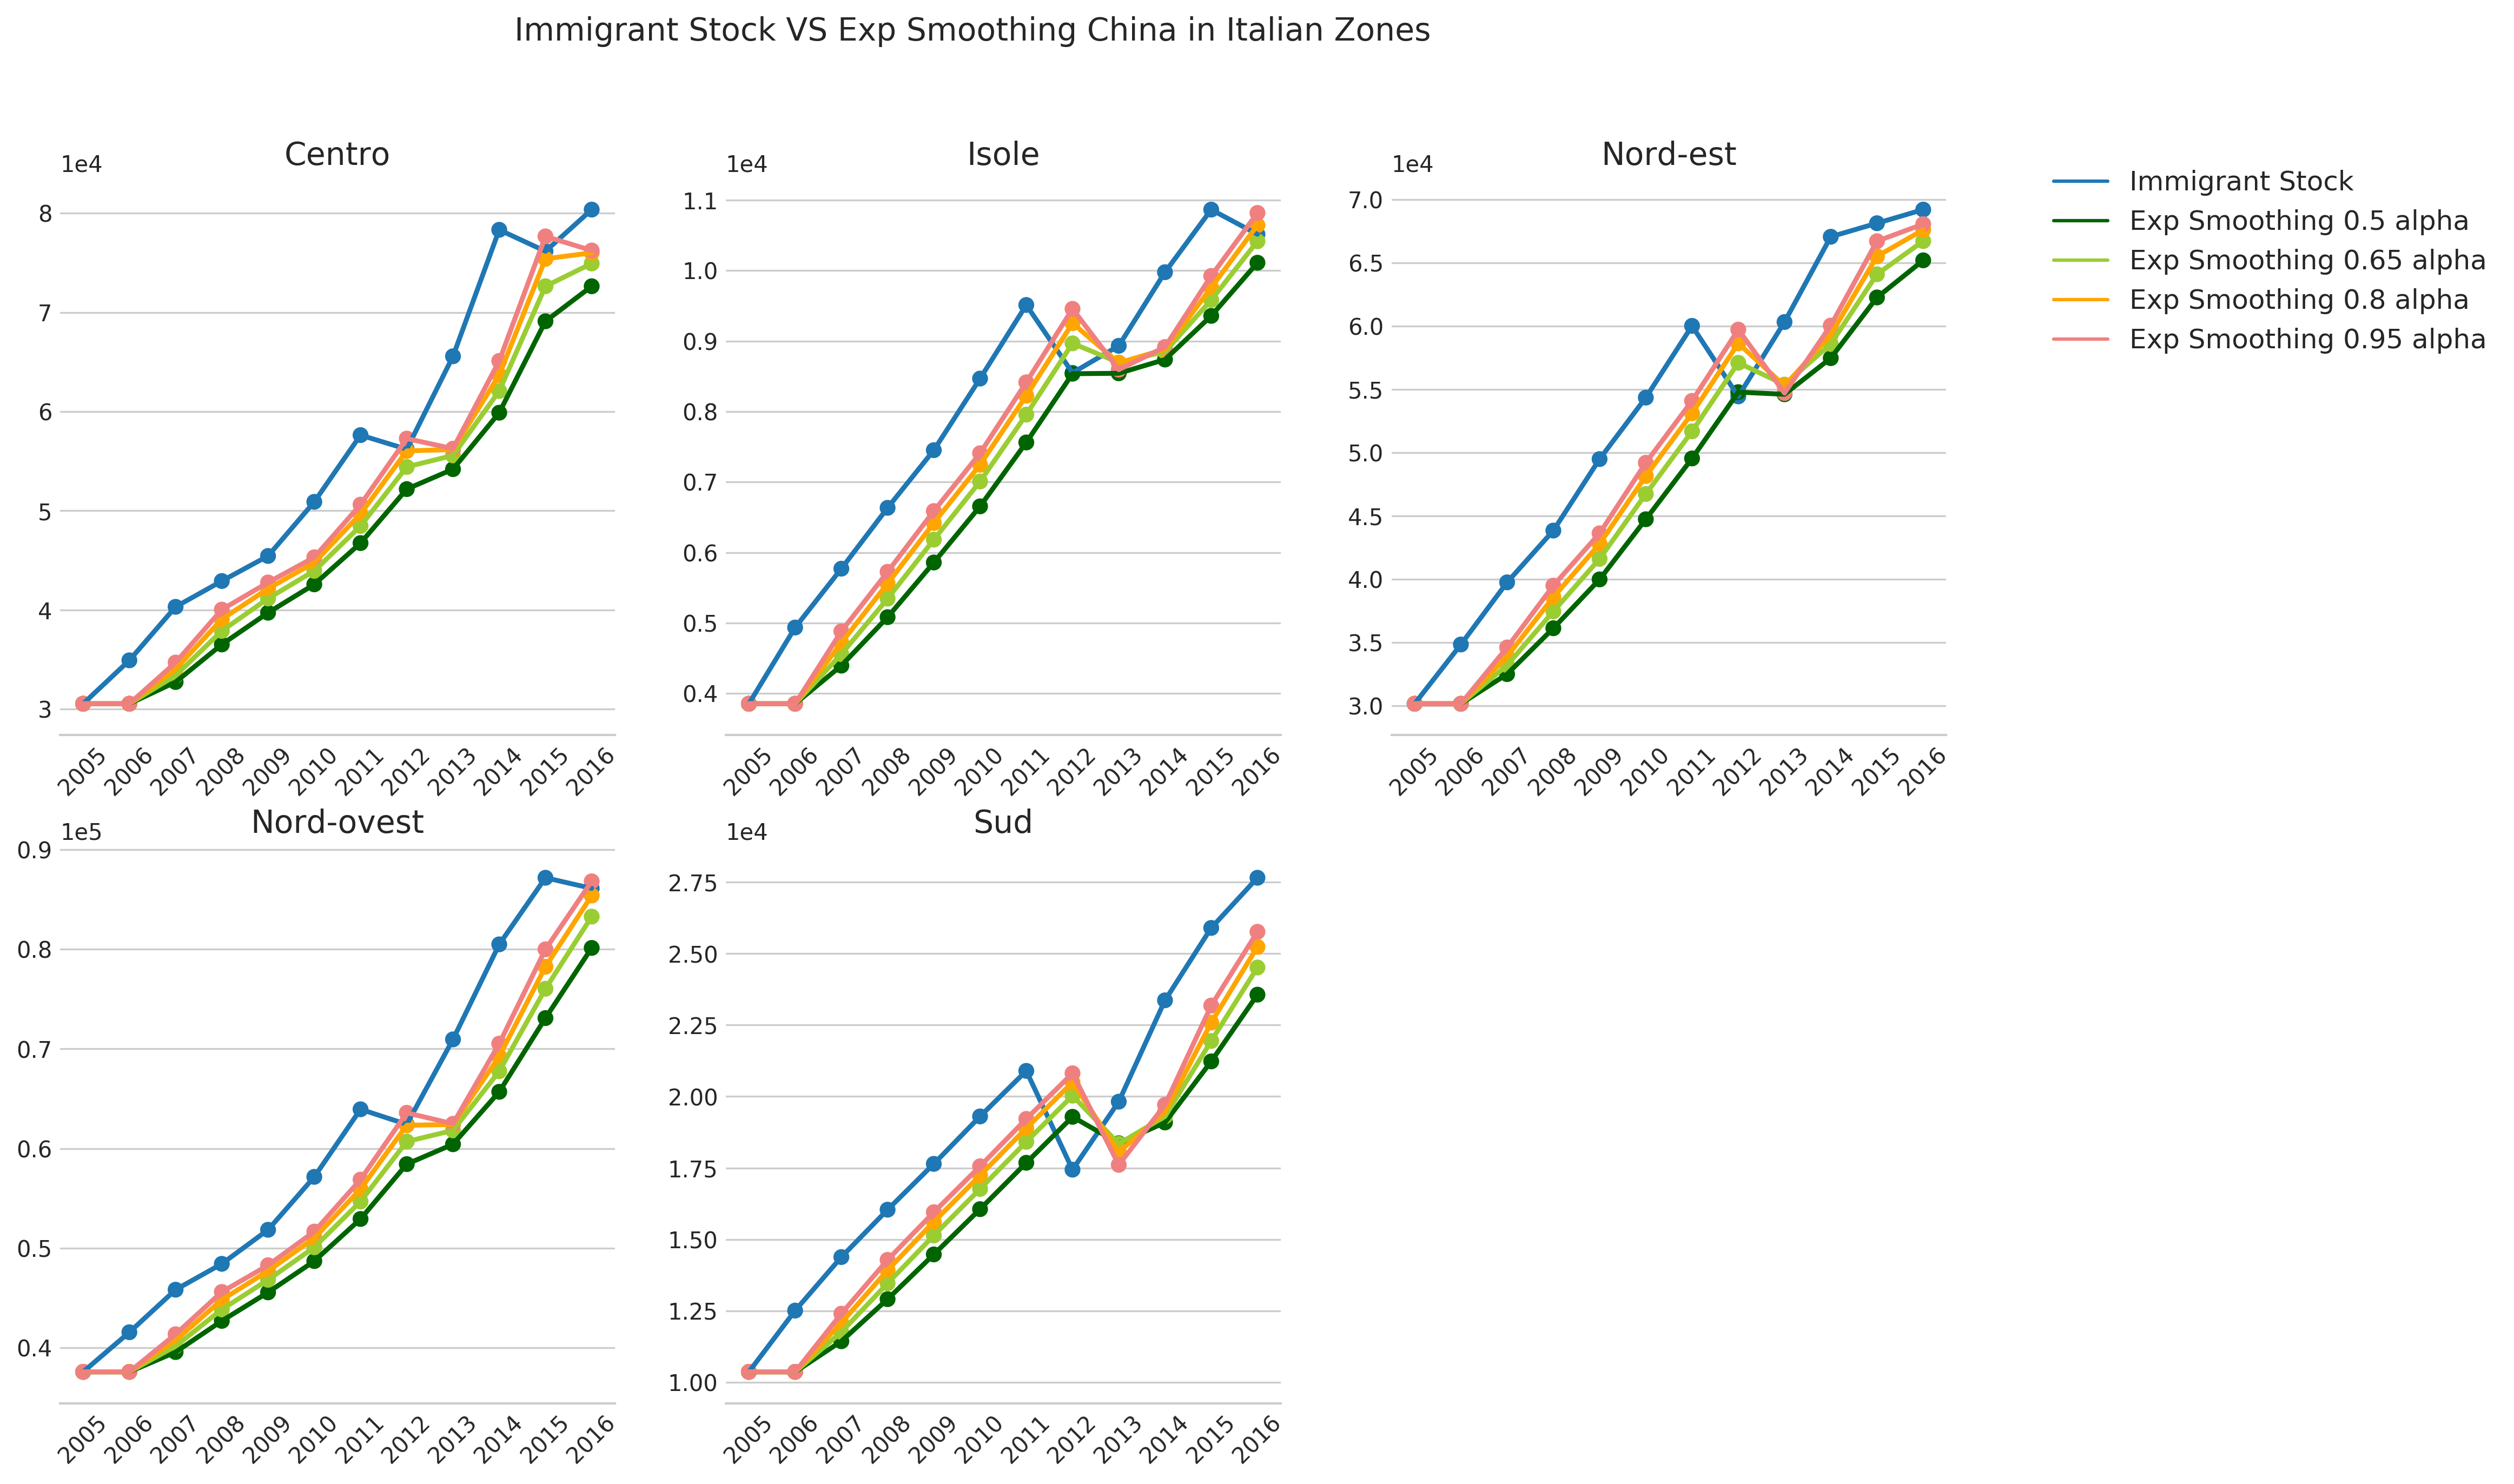 Immigrant Stock VS Exp Smoothing China in Italian Zones
Centro
1e4
8
7
6
5
4
3
2005 2006 2007 2008 2009 2010 2011 2012 2013 2014 2015 2016
Isole
1e4
1.1
1.0
0.9
0.8
0.7
0.6
0.5
0.4
2005 2006 2007 2008 2009 2010 2011 2012 2013 2014 2015 2016
Nord-est
1e4
7.0
6.5
6.0
5.5
5.0
4.5
4.0
3.5
3.0
2005 2006 2007 2008 2009 2010 2011 2012 2013 2014 2015 2016
Immigrant Stock
Exp Smoothing 0.5 alpha
Exp Smoothing 0.65 alpha
Exp Smoothing 0.8 alpha
Exp Smoothing 0.95 alpha
Nord-ovest
1e5
0.9
0.8
0.7
0.6
0.5
0.4
2005 2006 2007 2008 2009 2010 2011 2012 2013 2014 2015 2016
Sud
1e4
2.75
2.50
2.25
2.00
1.75
1.50
1.25
1.00
2005 2006 2007 2008 2009 2010 2011 2012 2013 2014 2015 2016